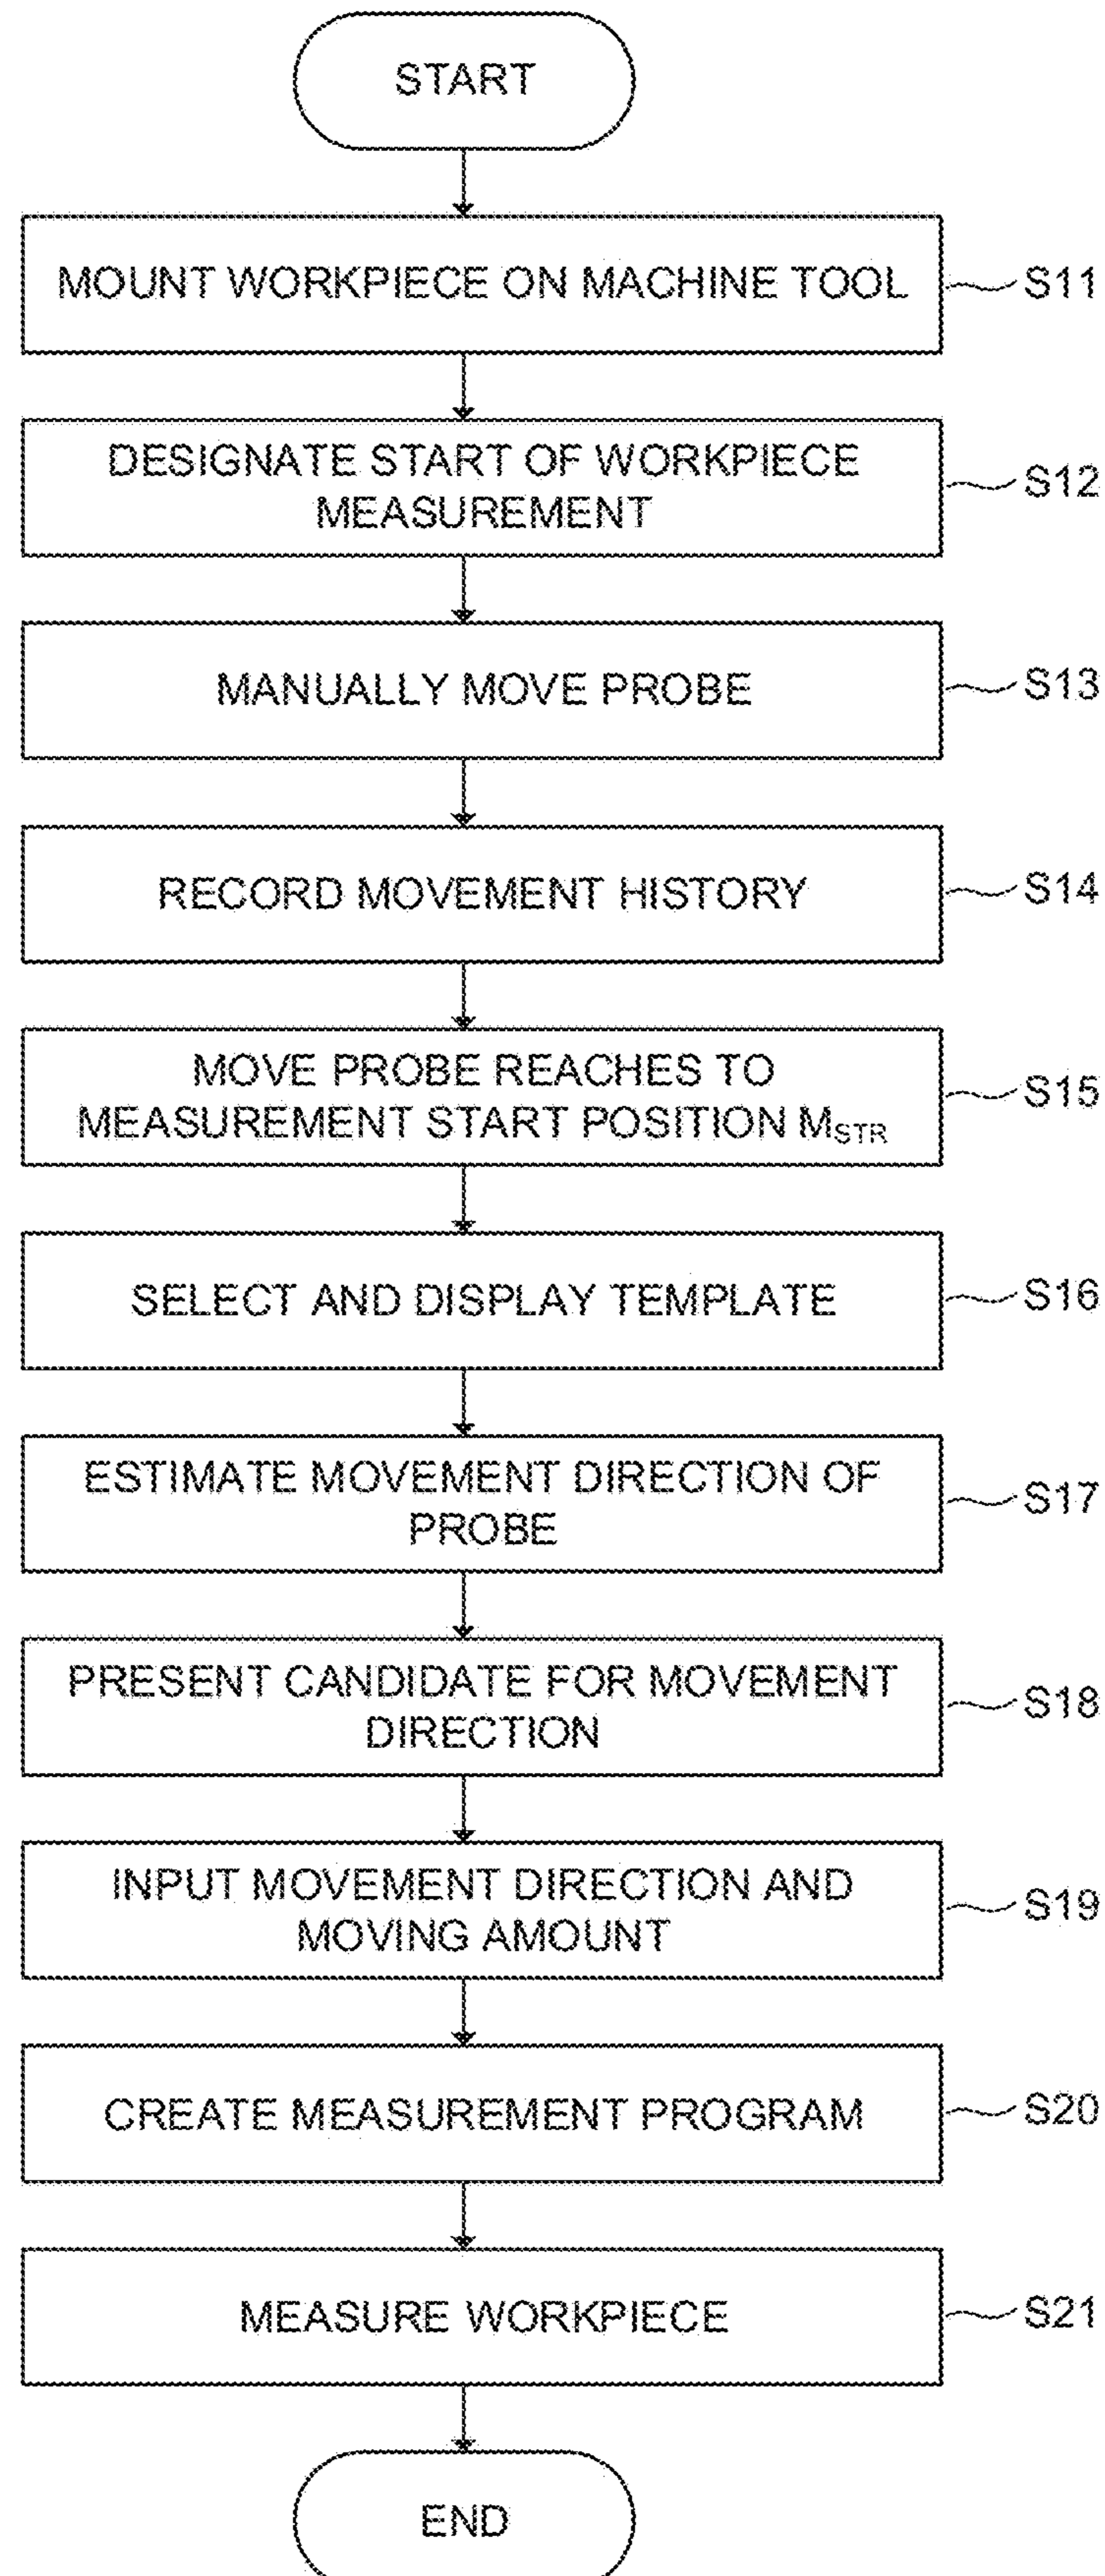 START
MOUNT WORKPIECE ON MACHINE TOOL
S11
DESIGNATE START OF WORKPIECE
MEASUREMENT
S12
MANUALLY MOVE PROBE
S13
RECORD MOVEMENT HISTORY
S14
MOVE PROBE REACHES TO
MEASUREMENT START POSITION MSTR
S15
SELECT AND DISPLAY TEMPLATE
S16
ESTIMATE MOVEMENT DIRECTION OF
PROBE
S17
PRESENT CANDIDATE FOR MOVEMENT
DIRECTION
S18
INPUT MOVEMENT DIRECTION AND
MOVING AMOUNT
S19
CREATE MEASUREMENT PROGRAM
S20
MEASURE WORKPIECE
S21
END